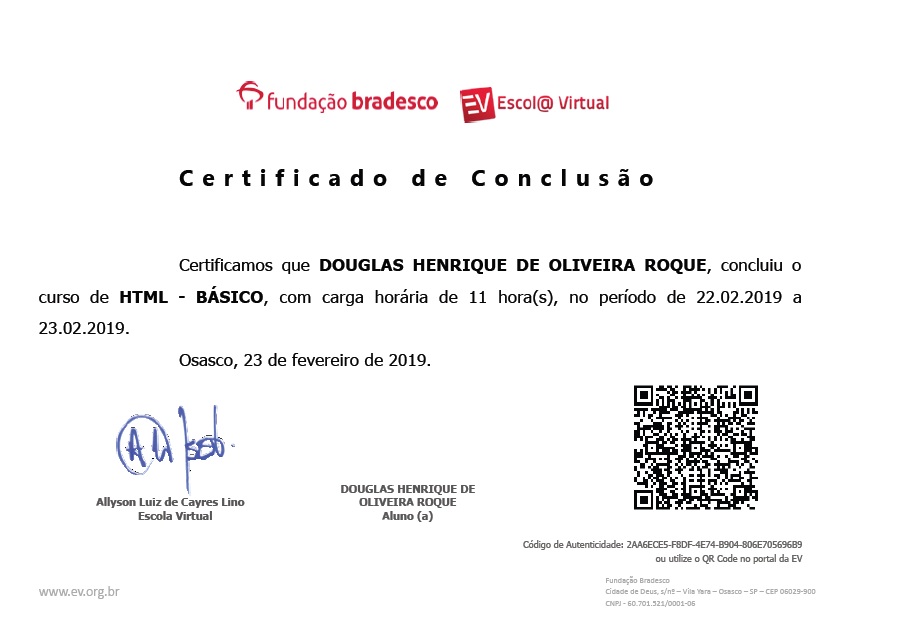 fundação bradesco EV Escol@ Virtual
Certificado de Conclusão
Certificamos que DOUGLAS HENRIQUE DE OLIVEIRA ROQUE, concluiu o
curso de HTML - BÁSICO, com carga horária de 11 hora(s), no período de 22.02.2019 a
23.02.2019.
Osasco, 23 de fevereiro de 2019.
Allyson Luiz de Cayres Lino
Escola Virtual
DOUGLAS HENRIQUE DE
OLIVEIRA ROQUE
Aluno (a)
Código de Autenticidade: 2AA6ECE5-F8DF-4E74-B904-806E705696B9
ou utilize o QR Code no portal da EV
www.ev.org.br
Fundação Bradesco
Cidade de Deus, s/nº – Vila Yara – Osasco – SP – CEP 06029-900
CNPJ - 60.701.521/0001-06